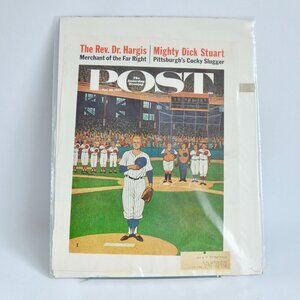 The Rev. Dr. Hargis
Merchant of the Far Right
Mighty Dick Stuart
Pittsburgh's Cocky Slugger
The Saturday Evening
POST